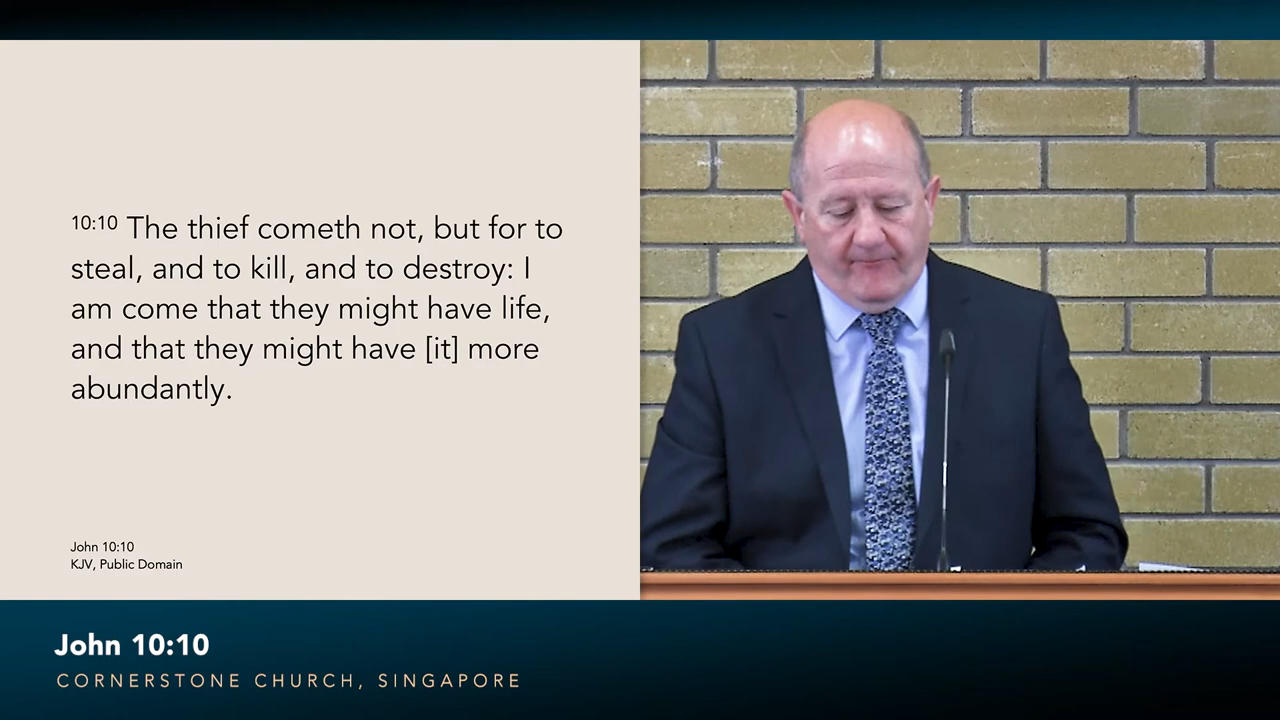 10:10 The thief cometh not, but for to
steal, and to kill, and to destroy: I
am come that they might have life,
and that they might have [it] more
abundantly.
John 10:10
KJV, Public Domain
John 10:10
CORNERSTONE CHURCH, SINGAPORE